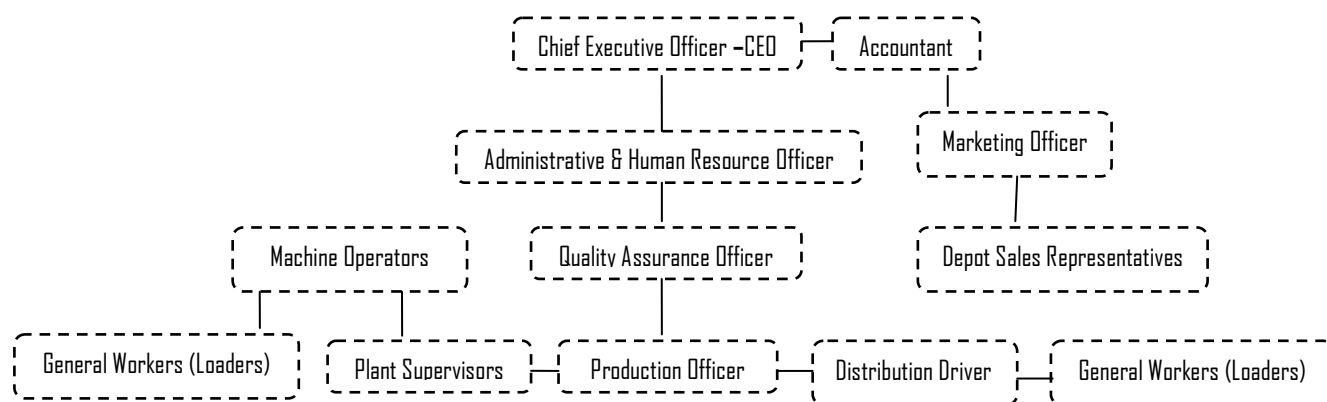 Chief Executive Officer –CEO
Accountant
Marketing Officer
Administrative & Human Resource Officer
Machine Operators
Quality Assurance Officer
Depot Sales Representatives
General Workers (Loaders)
Plant Supervisors
Production Officer
Distribution Driver
General Workers (Loaders)